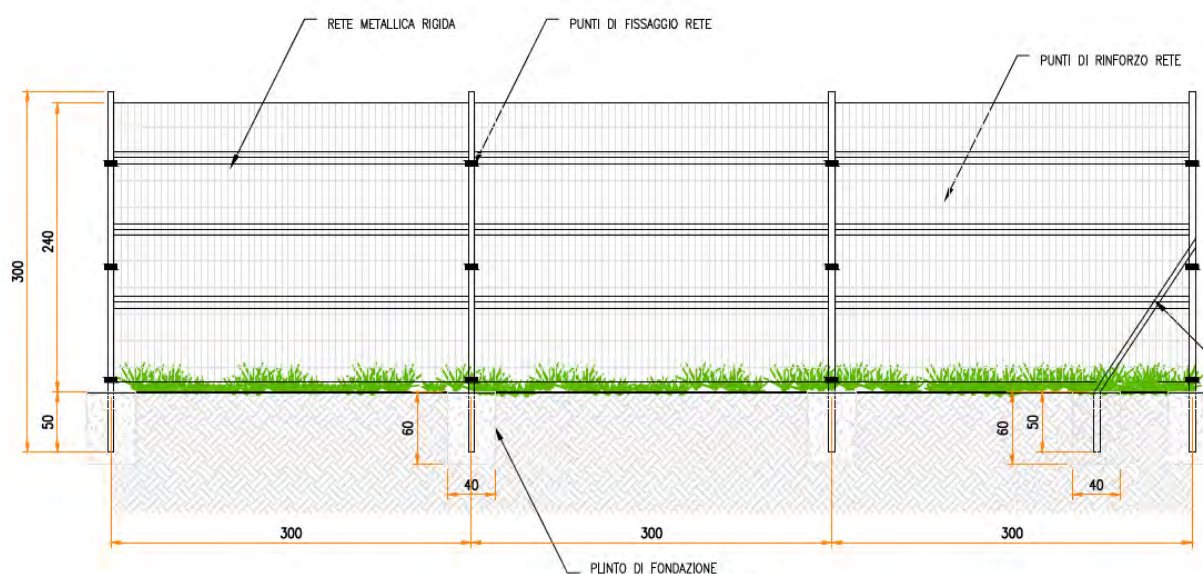 RETE METALLICA RIGIDA
PUNTI DI FISSAGGIO RETE
PUNTI DI RINFORZO RETE
300
240
50
60
40
60
50
40
300
300
300
PLINTO DI FONDAZIONE